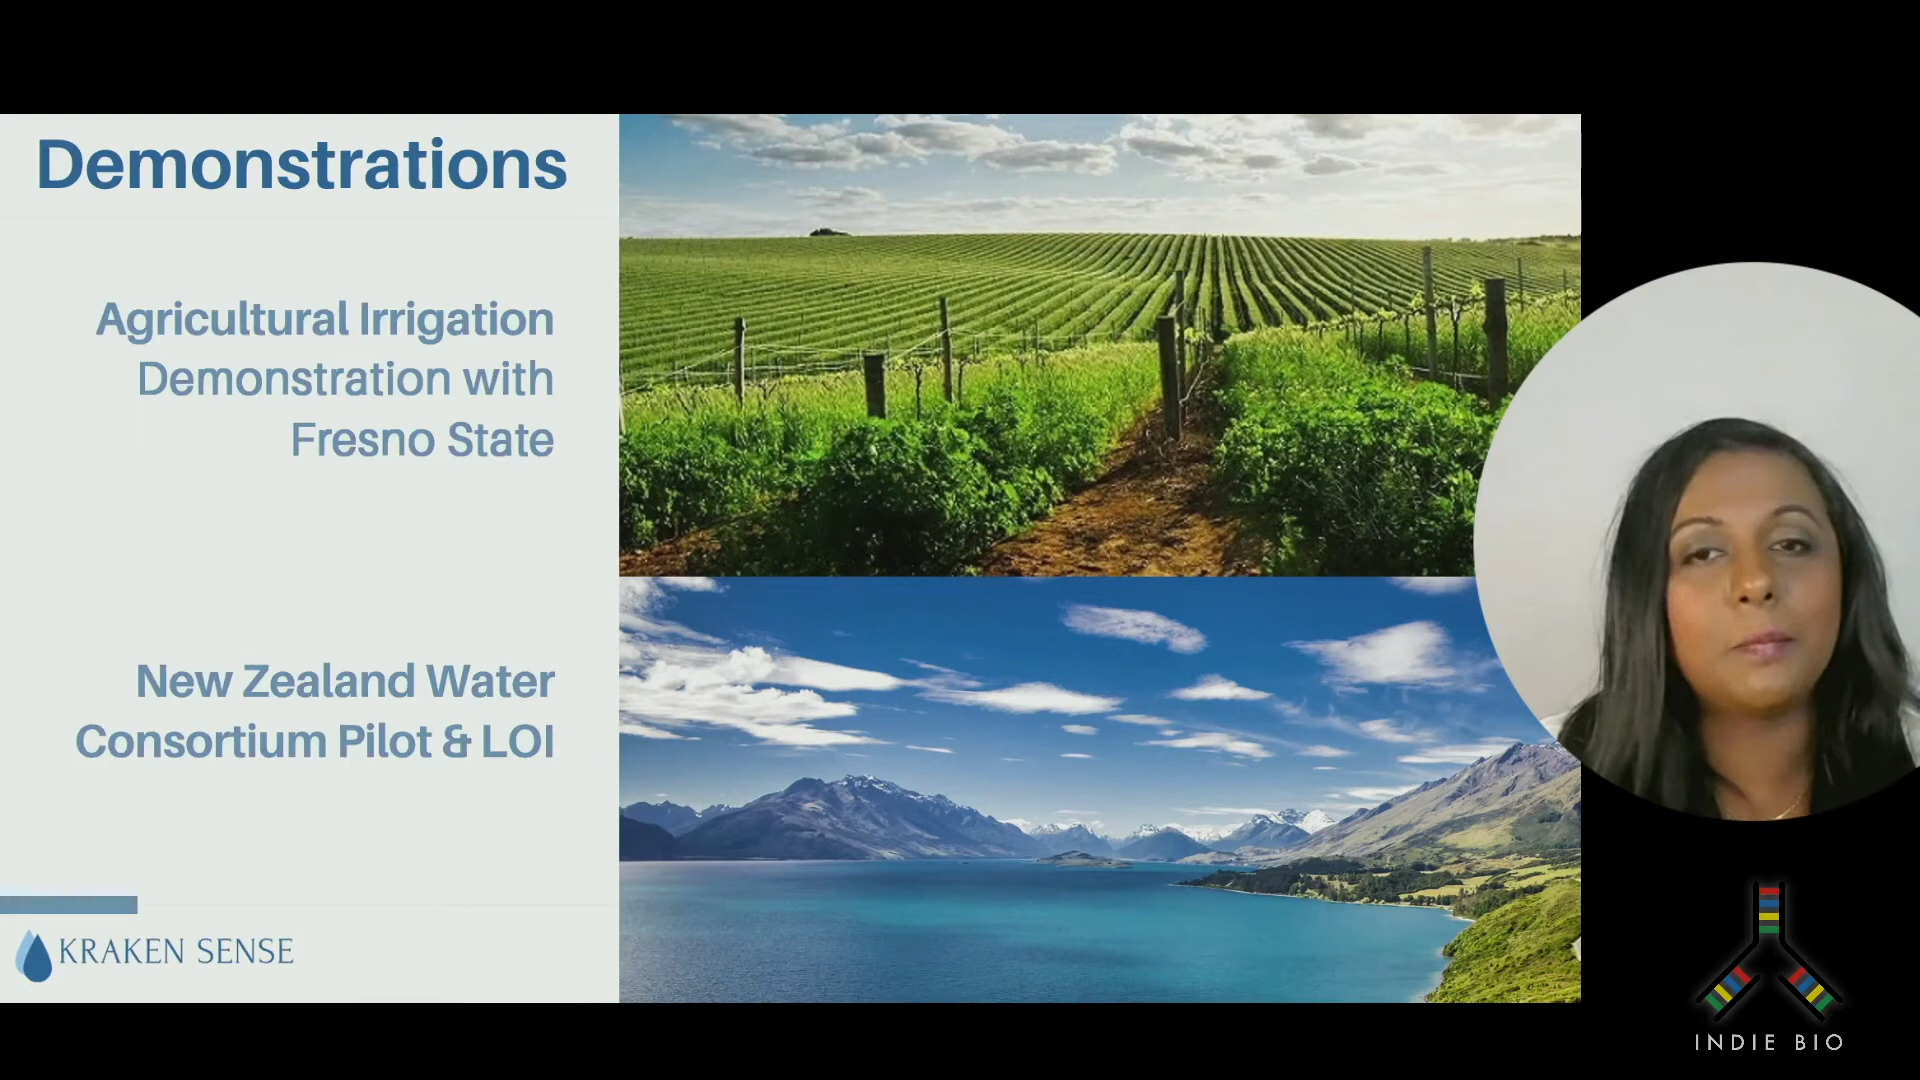 Demonstrations
Agricultural Irrigation
Demonstration with
Fresno State
New Zealand Water
Consortium Pilot & LOI
KRAKEN SENSE
INDIE BIO